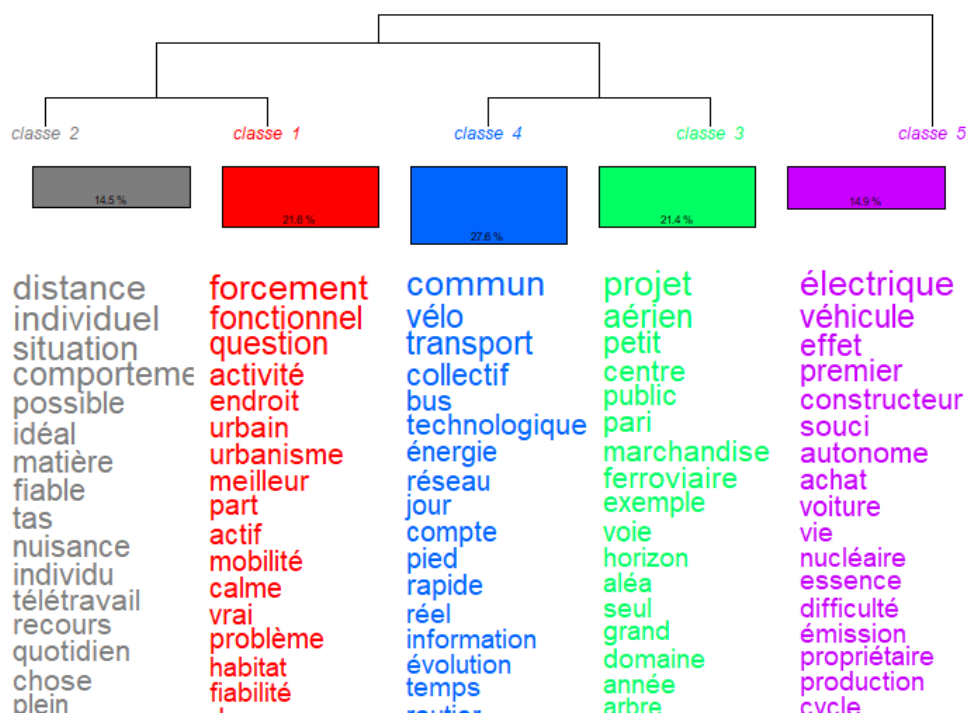 classe 2 classe 1 classe 4 classe 3 classe 5
14.5 % 21.6 % 27.6 % 21.4 % 14.9 %
distance
individuel
situation
comporteme
possible
idéal
matière
fiable
tas
nuisance
individu
télétravail
recours
quotidien
chose
plein
forcement
fonctionnel
question
activité
endroit
urbain
urbanisme
meilleur
part
actif
mobilité
calme
vrai
problème
habitat
fiabilité
commun
vélo
transport
collectif
bus
technologique
énergie
réseau
jour
compte
pied
rapide
réel
information
évolution
temps
routier
projet
aérien
petit
centre
public
pari
marchandise
ferroviaire
exemple
voie
horizon
aléa
seul
grand
domaine
année
arbre
électrique
véhicule
effet
premier
constructeur
souci
autonome
achat
voiture
vie
nucléaire
essence
difficulté
émission
propriétaire
production
cycle